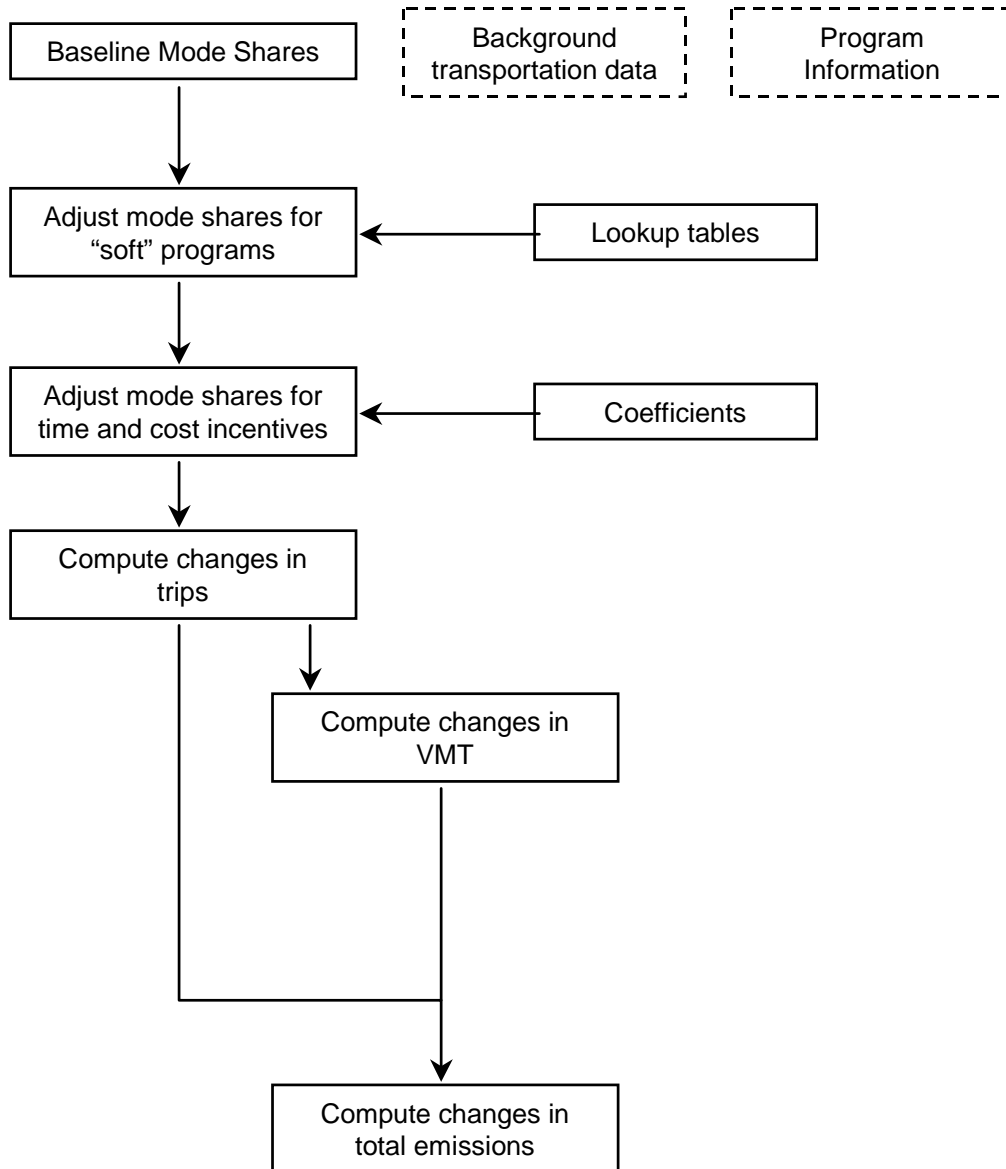 Baseline Mode Shares
Background
transportation data
Program
Information
Adjust mode shares for
“soft” programs
Lookup tables
Adjust mode shares for
time and cost incentives
Coefficients
Compute changes in
trips
Compute changes in
VMT
Compute changes in
total emissions